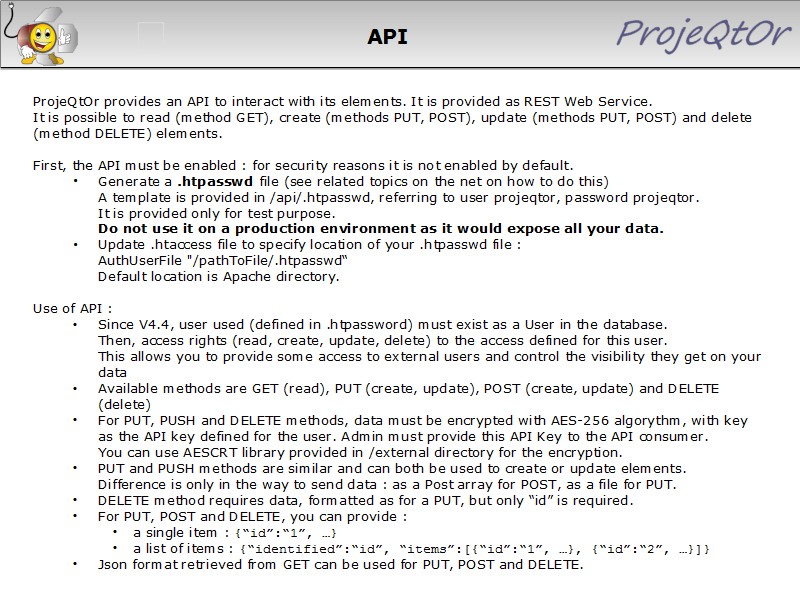 API
ProjeQtOr
ProjeQtOr provides an API to interact with its elements. It is provided as REST Web Service.
It is possible to read (method GET), create (methods PUT, POST), update (methods PUT, POST) and delete
(method DELETE) elements.
First, the API must be enabled : for security reasons it is not enabled by default.
• Generate a .htpasswd file (see related topics on the net on how to do this)
A template is provided in /api/.htpasswd, referring to user projeqtor, password projeqtor.
It is provided only for test purpose.
Do not use it on a production environment as it would expose all your data.
• Update .htaccess file to specify location of your .htpasswd file :
AuthUserFile "/pathToFile/.htpasswd“
Default location is Apache directory.
Use of API :
• Since V4.4, user used (defined in .htpassword) must exist as a User in the database.
Then, access rights (read, create, update, delete) to the access defined for this user.
This allows you to provide some access to external users and control the visibility they get on your
data
• Available methods are GET (read), PUT (create, update), POST (create, update) and DELETE
(delete)
• For PUT, PUSH and DELETE methods, data must be encrypted with AES-256 algorythm, with key
as the API key defined for the user. Admin must provide this API Key to the API consumer.
You can use AESCRT library provided in /external directory for the encryption.
• PUT and PUSH methods are similar and can both be used to create or update elements.
Difference is only in the way to send data : as a Post array for POST, as a file for PUT.
• DELETE method requires data, formatted as for a PUT, but only “id” is required.
• For PUT, POST and DELETE, you can provide :
• a single item : {“id”:“1”, …}
• a list of items : {“identified”:“id”, “items”:[{“id”:“1”, …}, {“id”:“2”, …}]}
• Json format retrieved from GET can be used for PUT, POST and DELETE.